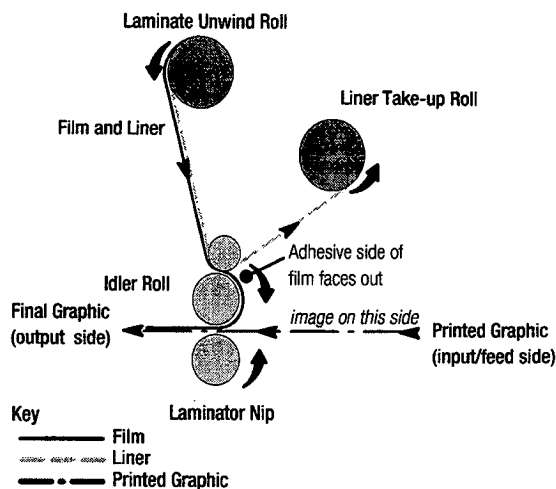 Laminate Unwind Roll
Liner Take-up Roll
Film and Liner
Adhesive side of
film faces out
Idler Roll
Final Graphic
(output side)
image on this side
Printed Graphic
(input/feed side)
Laminator Nip
Key
Film
Liner
Printed Graphic